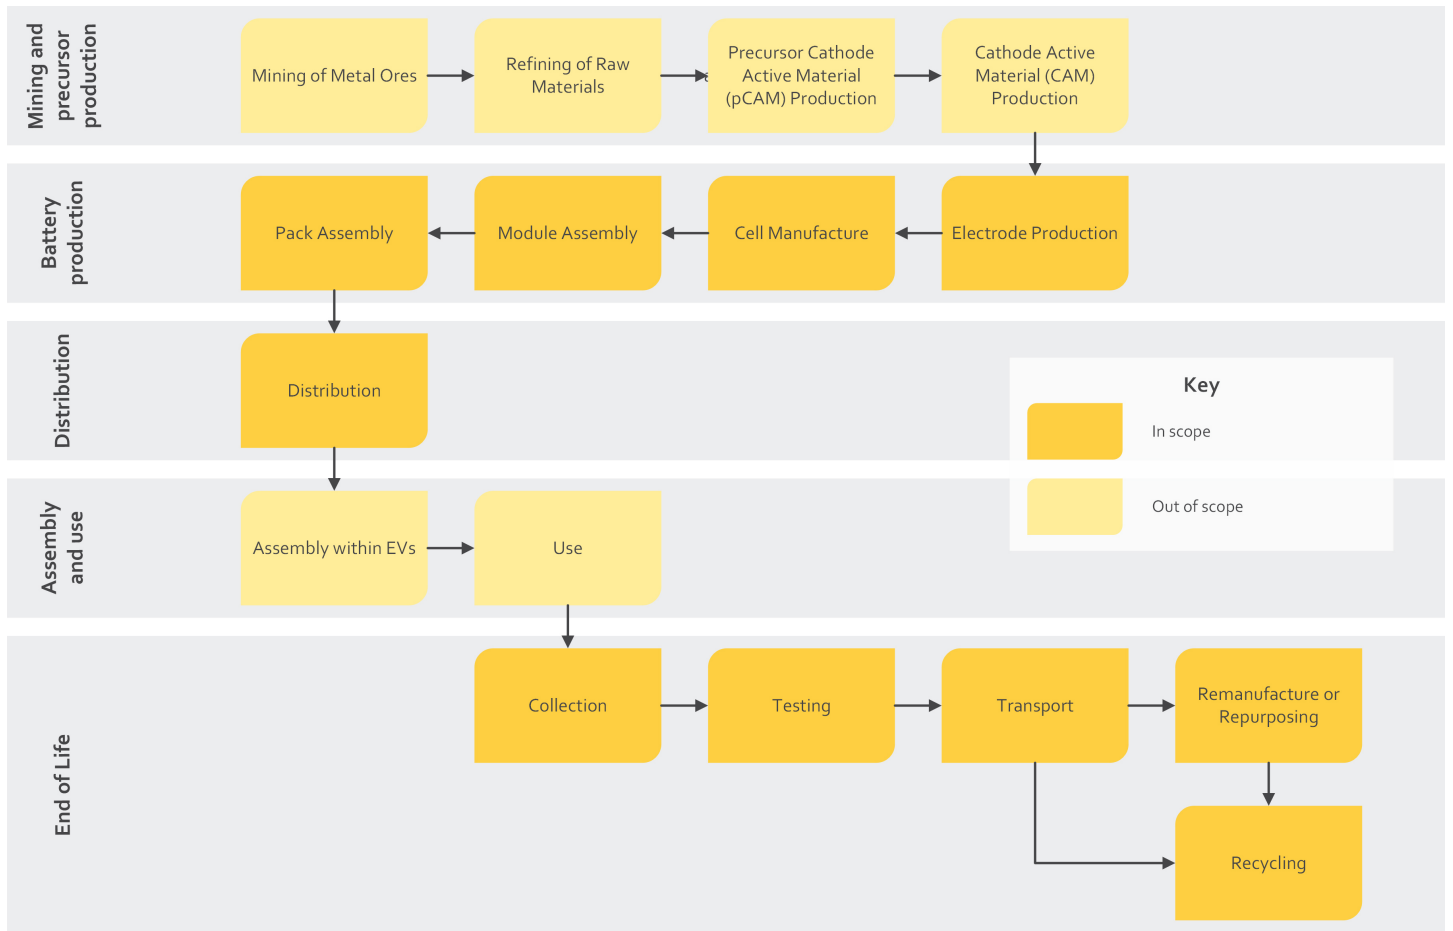 Mining and
precursor
production
Mining of Metal Ores
Refining of Raw
Materials
Precursor Cathode
Active Material
(pCAM) Production
Cathode Active
Material (CAM)
Production
Battery
production
Pack Assembly
Module Assembly
Cell Manufacture
Electrode Production
Distribution
Distribution
Key
In scope
Out of scope
Assembly
and use
Assembly within EVs
Use
End of Life
Collection
Testing
Transport
Remanufacture or
Repurposing
Recycling